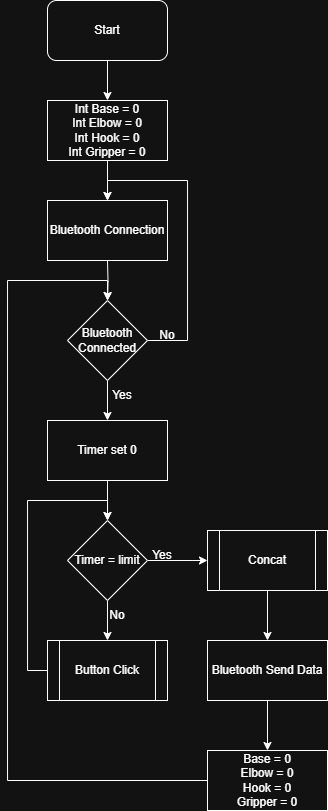 Start
Int Base = 0
Int Elbow = 0
Int Hook = 0
Int Gripper = 0
Bluetooth Connection
Bluetooth
Connected
No
Yes
Timer set 0
Timer = limit
Yes
Concat
No
Button Click
Bluetooth Send Data
Base = 0
Elbow = 0
Hook = 0
Gripper = 0